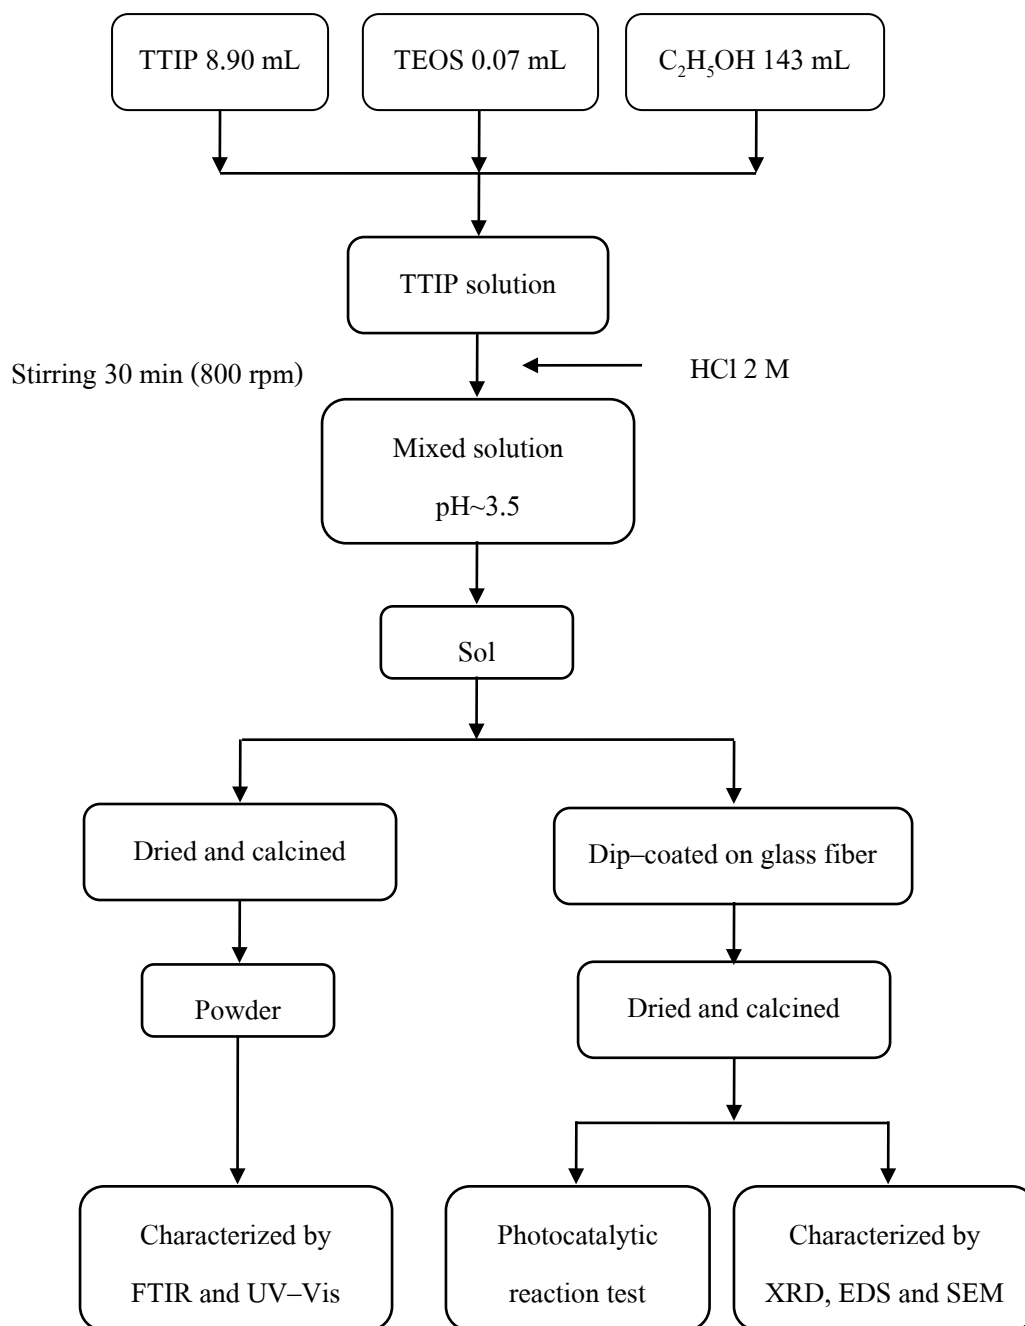 TTIP 8.90 mL
TEOS 0.07 mL
C₂H₅OH 143 mL
TTIP solution
Stirring 30 min (800 rpm)
HCl 2 M
Mixed solution
pH~3.5
Sol
Dried and calcined
Dip–coated on glass fiber
Powder
Dried and calcined
Characterized by
FTIR and UV–Vis
Photocatalytic
reaction test
Characterized by
XRD, EDS and SEM